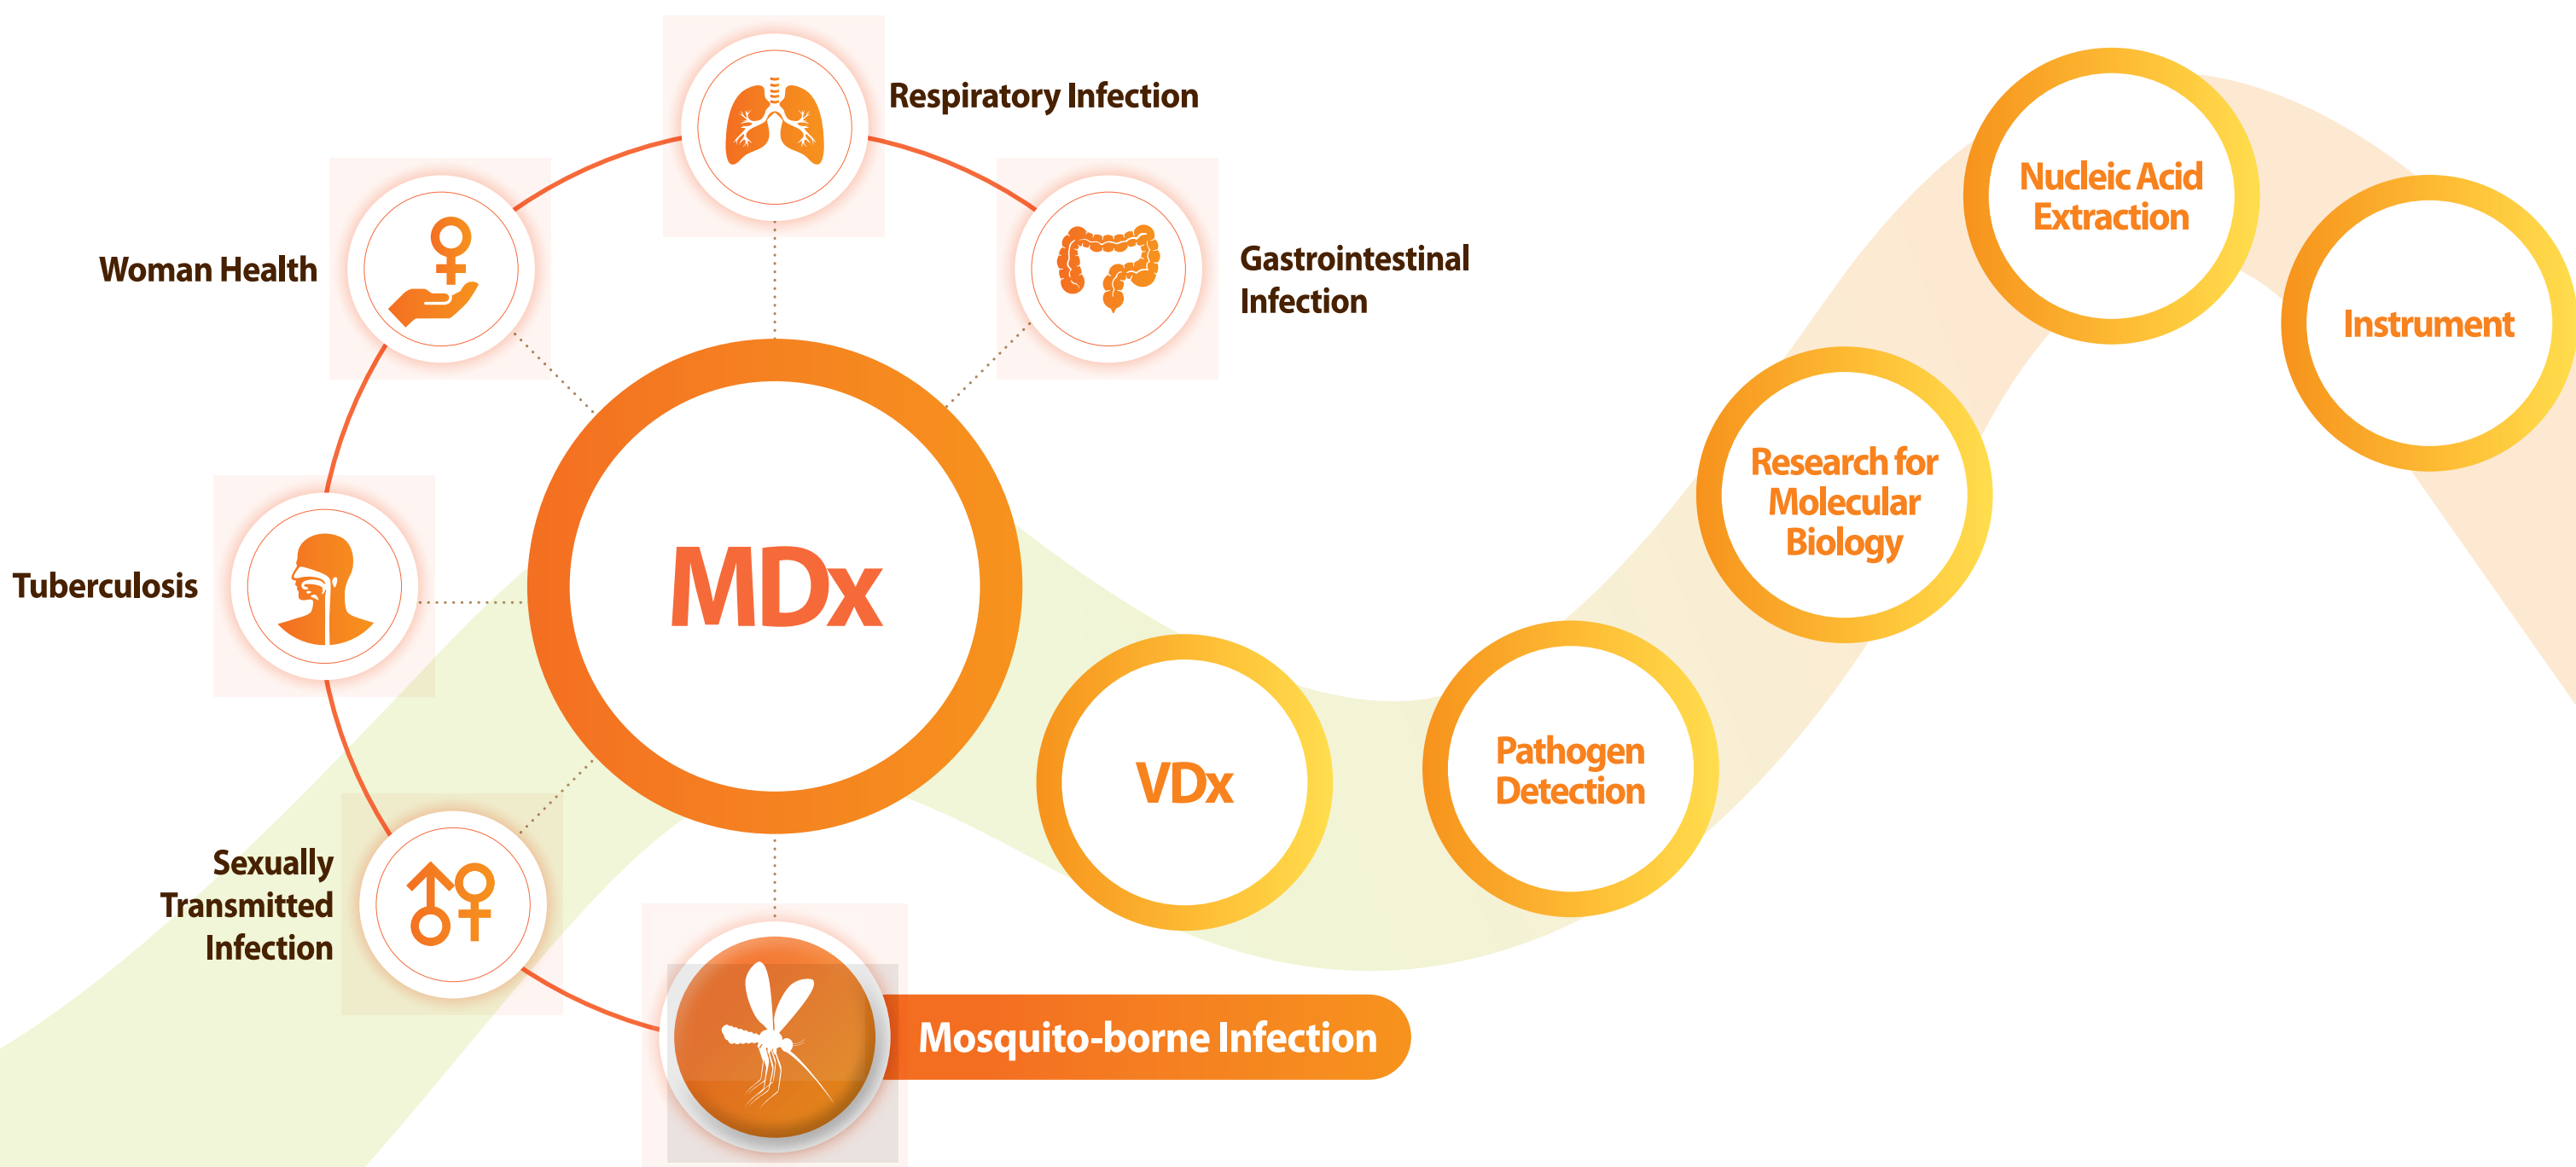 Respiratory Infection
Woman Health
Gastrointestinal
Infection
Tuberculosis
MDx
Sexually
Transmitted
Infection
Mosquito-borne Infection
VDx
Pathogen
Detection
Research for
Molecular
Biology
Nucleic Acid
Extraction
Instrument